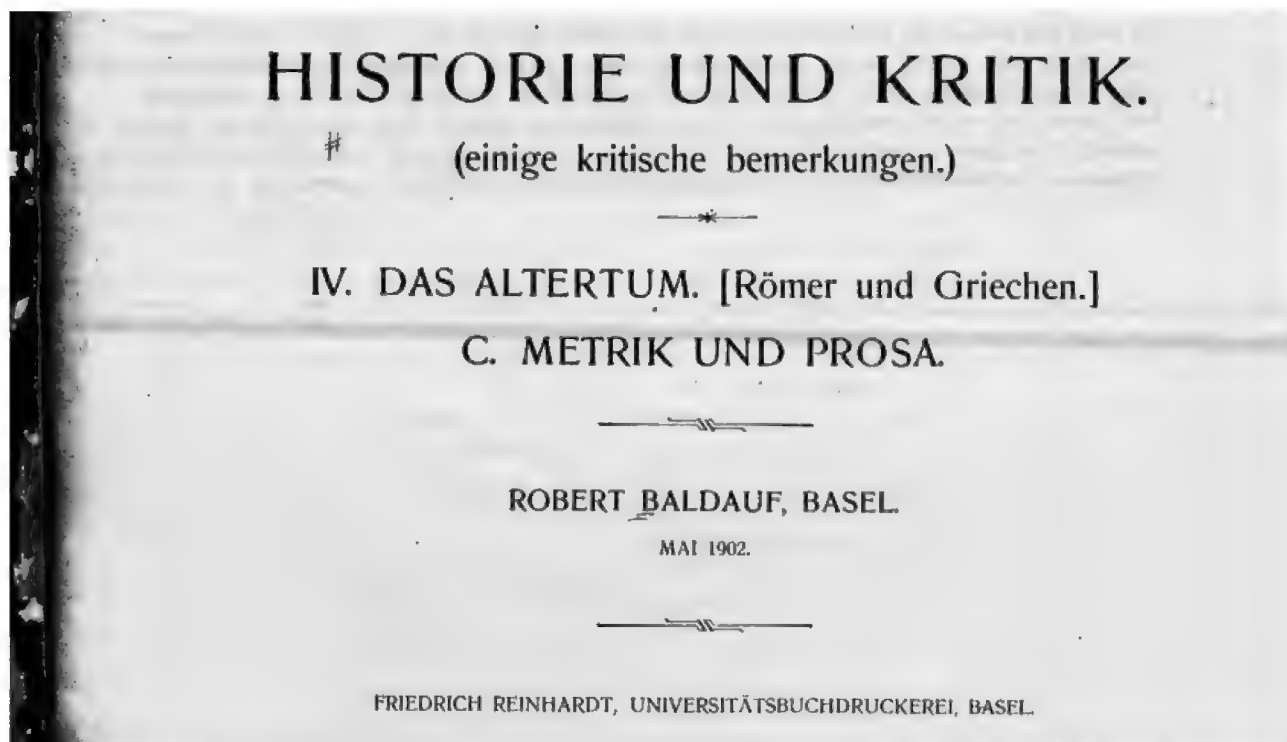 HISTORIE UND KRITIK.
(einige kritische bemerkungen.)
IV. DAS ALTERTUM. [Römer und Griechen.]
C. METRIK UND PROSA.
ROBERT BALDAUF, BASEL.
MAI 1902.
FRIEDRICH REINHARDT, UNIVERSITÄTSBUCHDRUCKEREI, BASEL.